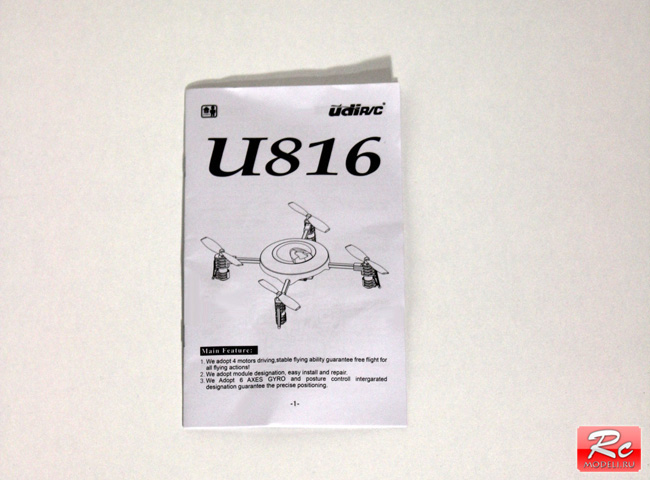 üdiR/C®
U816
Main Feature:
1. We adopt 4 motors driving,stable flying ability guarantee free flight for
all flying actions!
2. We adopt module designation, easy install and repair.
3. We Adopt 6 AXES GYRO and posture controll intergarated
designation guarantee the precise positioning.
-1-
Rc
MODELI.RU